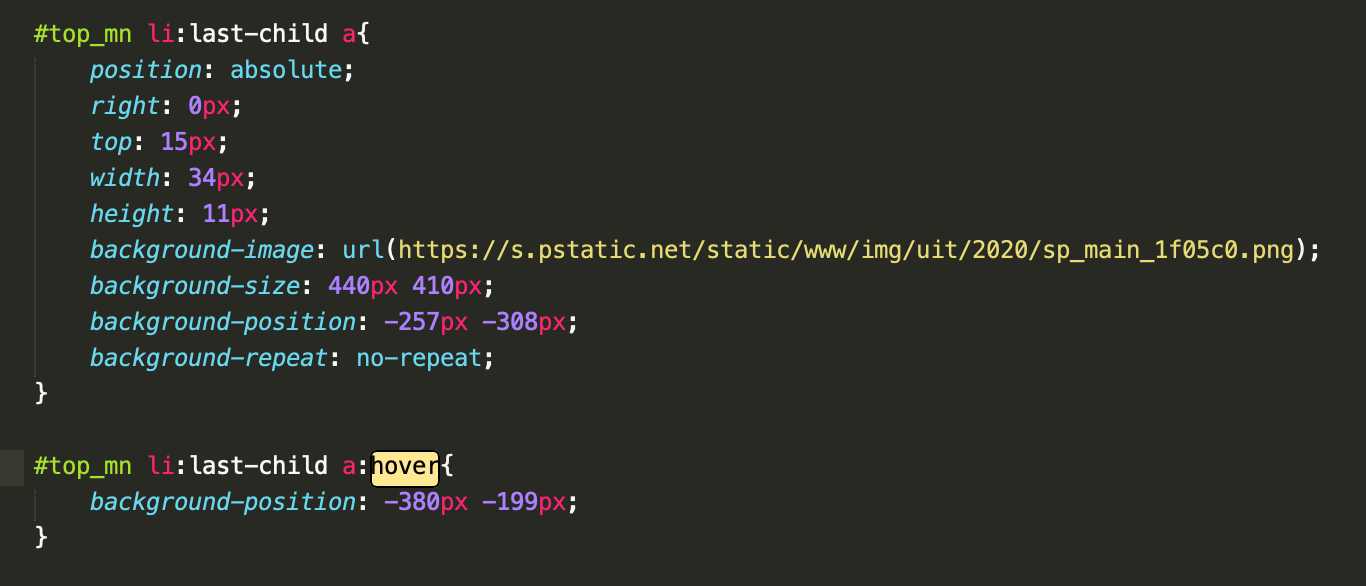 #top_mn li:last-child a{
position: absolute;
right: 0px;
top: 15px;
width: 34px;
height: 11px;
background-image: url(https://s.pstatic.net/static/www/img/uit/2020/sp_main_1f05c0.png);
background-size: 440px 410px;
background-position: -257px -308px;
background-repeat: no-repeat;
}
#top_mn li:last-child a:hover{
background-position: -380px -199px;
}